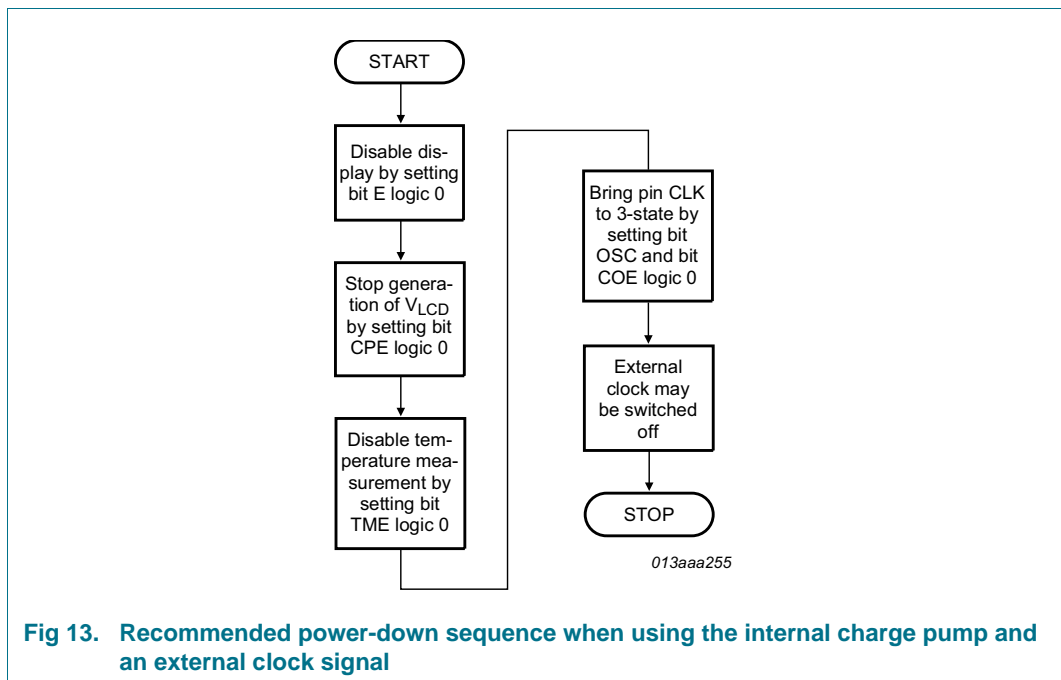 START
Disable dis-
play by setting
bit E logic 0
Stop genera-
tion of VLCD
by setting bit
CPE logic 0
Disable tem-
perature mea-
surement by
setting bit
TME logic 0
Bring pin CLK
to 3-state by
setting bit
OSC and bit
COE logic 0
External
clock may
be switched
off
STOP
013aaa255
Fig 13. Recommended power-down sequence when using the internal charge pump and
an external clock signal